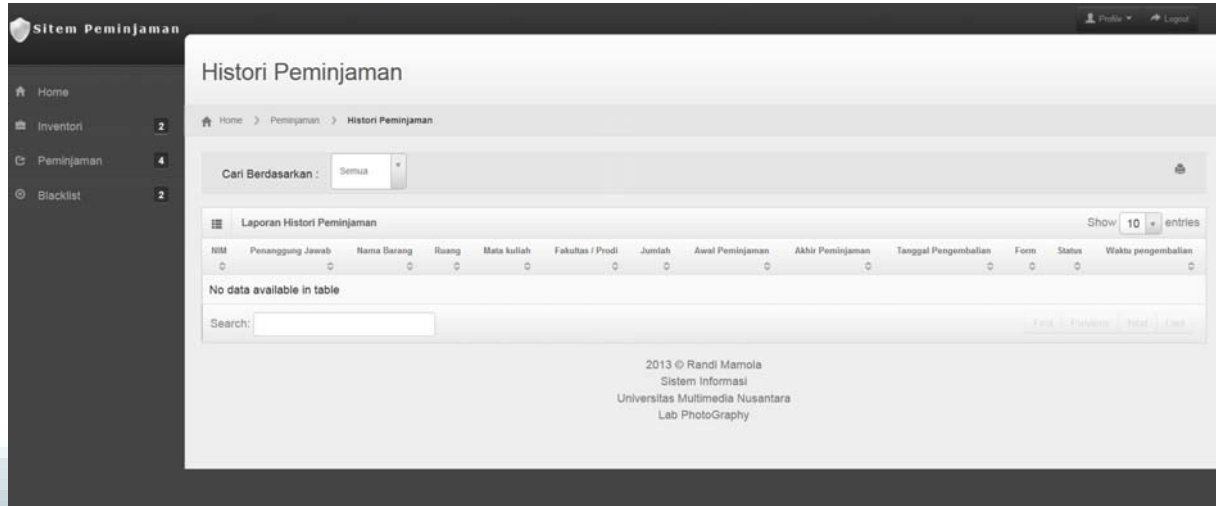 Sitem Peminjaman
Profile
Logout
Histori Peminjaman
Home
Inventori 2
Peminjaman 4
Blacklist 2
Home > Peminjaman > Histori Peminjaman
Cari Berdasarkan : Semua
Laporan Histori Peminjaman
Show 10 entries
NIM Penanggung Jawab Nama Barang Ruang Mata kuliah Fakultas / Prodi Jumlah Awal Peminjaman Akhir Peminjaman Tanggal Pengembalian Form Status Waktu pengembalian
No data available in table
Search:
First Previous Next Last
2013 © Randi Mamola
Sistem Informasi
Universitas Multimedia Nusantara
Lab PhotoGraphy